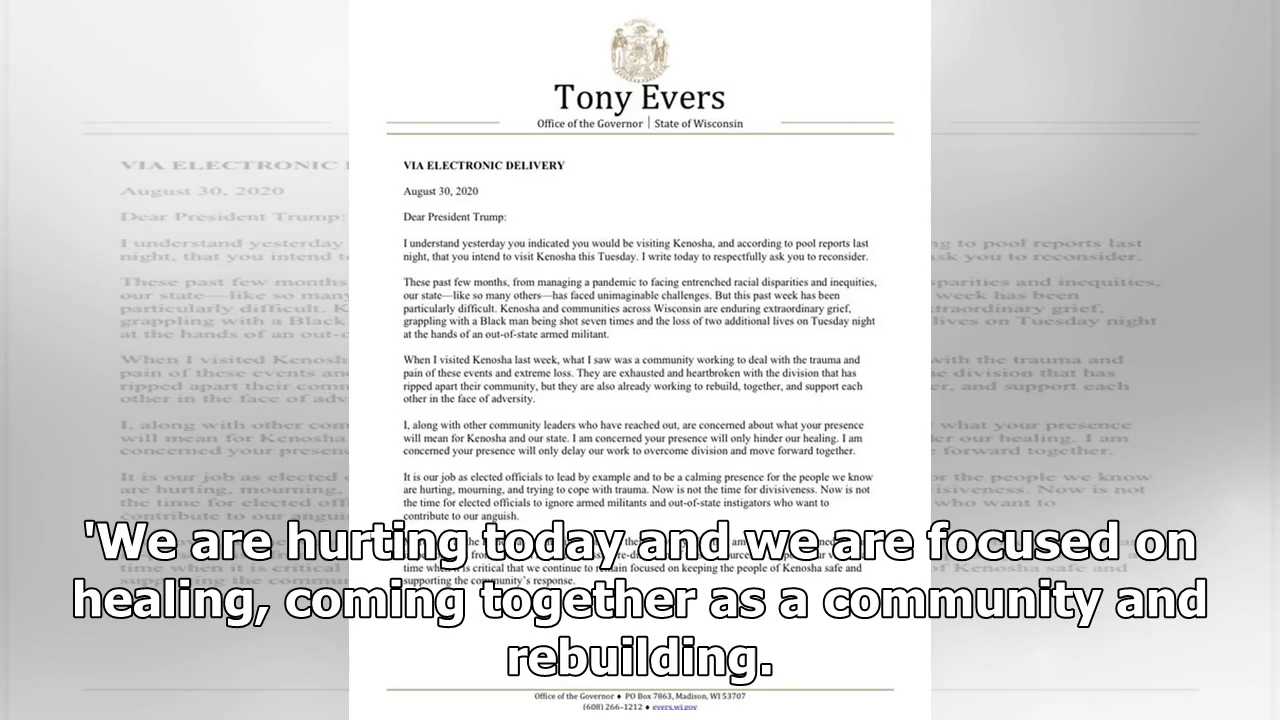 Tony Evers
Office of the Governor | State of Wisconsin
VIA ELECTRONIC DELIVERY
August 30, 2020
Dear President Trump:
I understand yesterday you indicated you would be visiting Kenosha, and according to pool reports last
night, that you intend to visit Kenosha this Tuesday. I write today to respectfully ask you to reconsider.
These past few months, from managing a pandemic to facing entrenched racial disparities and inequities,
our state—like so many others—has faced unimaginable challenges. But this past week has been
particularly difficult. Kenosha and communities across Wisconsin are enduring extraordinary grief,
grappling with a Black man being shot seven times and the loss of two additional lives on Tuesday night
at the hands of an out-of-state armed militant.
When I visited Kenosha last week, what I saw was a community working to deal with the trauma and
pain of these events and extreme loss. They are exhausted and heartbroken with the division that has
ripped apart their community, but they are also already working to rebuild, together, and support each
other in the face of adversity.
I, along with other community leaders who have reached out, are concerned about what your presence
will mean for Kenosha and our state. I am concerned your presence will only hinder our healing. I am
concerned your presence will only delay our work to overcome division and move forward together.
It is our job as elected officials to lead by example and to be a calming presence for the people we know
are hurting, mourning, and trying to cope with trauma. Now is not the time for divisiveness. Now is not
the time for elected officials to ignore armed militants and out-of-state instigators who want to
contribute to our anguish.
time when it is critical that we continue to remain focused on keeping the people of Kenosha safe and
supporting the community's response.
'We are hurting today and we are focused on
healing, coming together as a community and
rebuilding.
Office of the Governor ♦ PO Box 7863, Madison, WI 53707
(608) 266-1212 ♦ evers.wi.gov